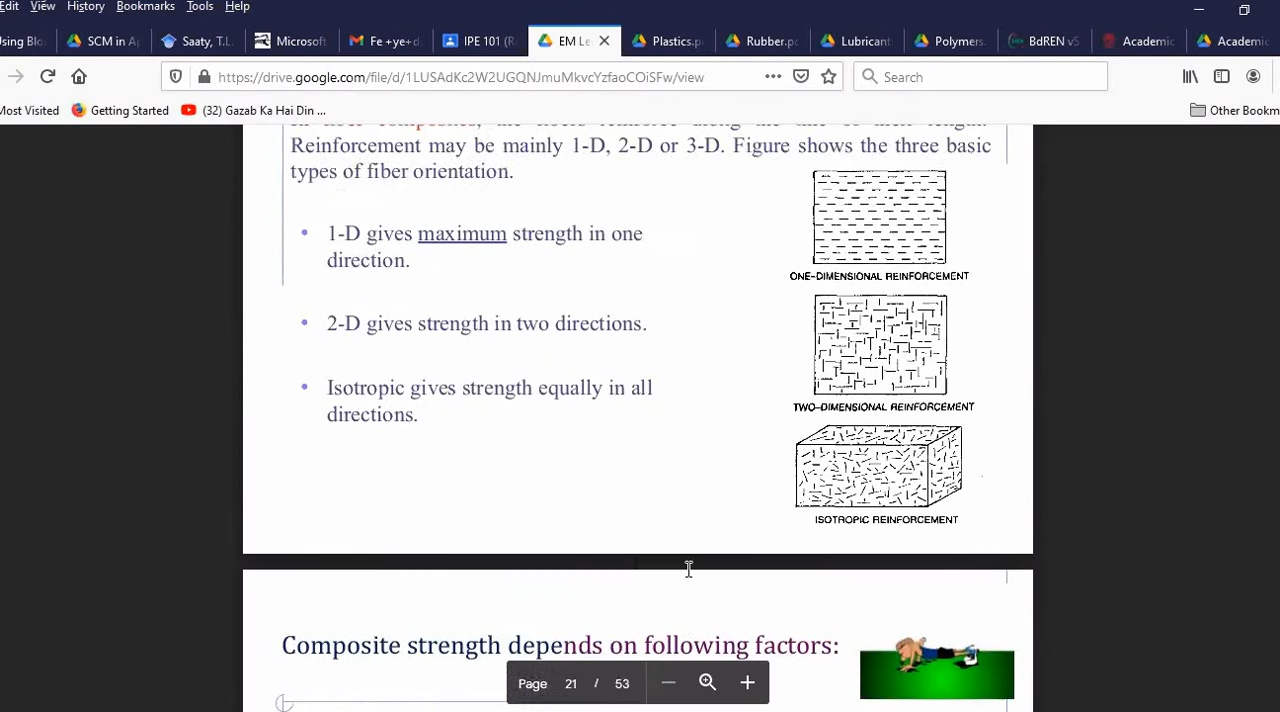 Edit View History Bookmarks Tools Help
sing Blo SCM in Ap Saaty, T.L. Microsoft Fe +ye+d IPE 101 (R EM Le Plastics.p Rubber.pc Lubricant Polymers. BdREN vS Academic Academic
https://drive.google.com/file/d/1LUSAdKc2W2UGQNJmuMkvcYzfaoCOiSFw/view Search
Most Visited Getting Started (32) Gazab Ka Hai Din ... Other Bookm
Reinforcement may be mainly 1-D, 2-D or 3-D. Figure shows the three basic
types of fiber orientation.
• 1-D gives maximum strength in one
direction.
ONE-DIMENSIONAL REINFORCEMENT
• 2-D gives strength in two directions.
• Isotropic gives strength equally in all
directions.
TWO-DIMENSIONAL REINFORCEMENT
ISOTROPIC REINFORCEMENT
Composite strength depends on following factors:
Page 21 / 53